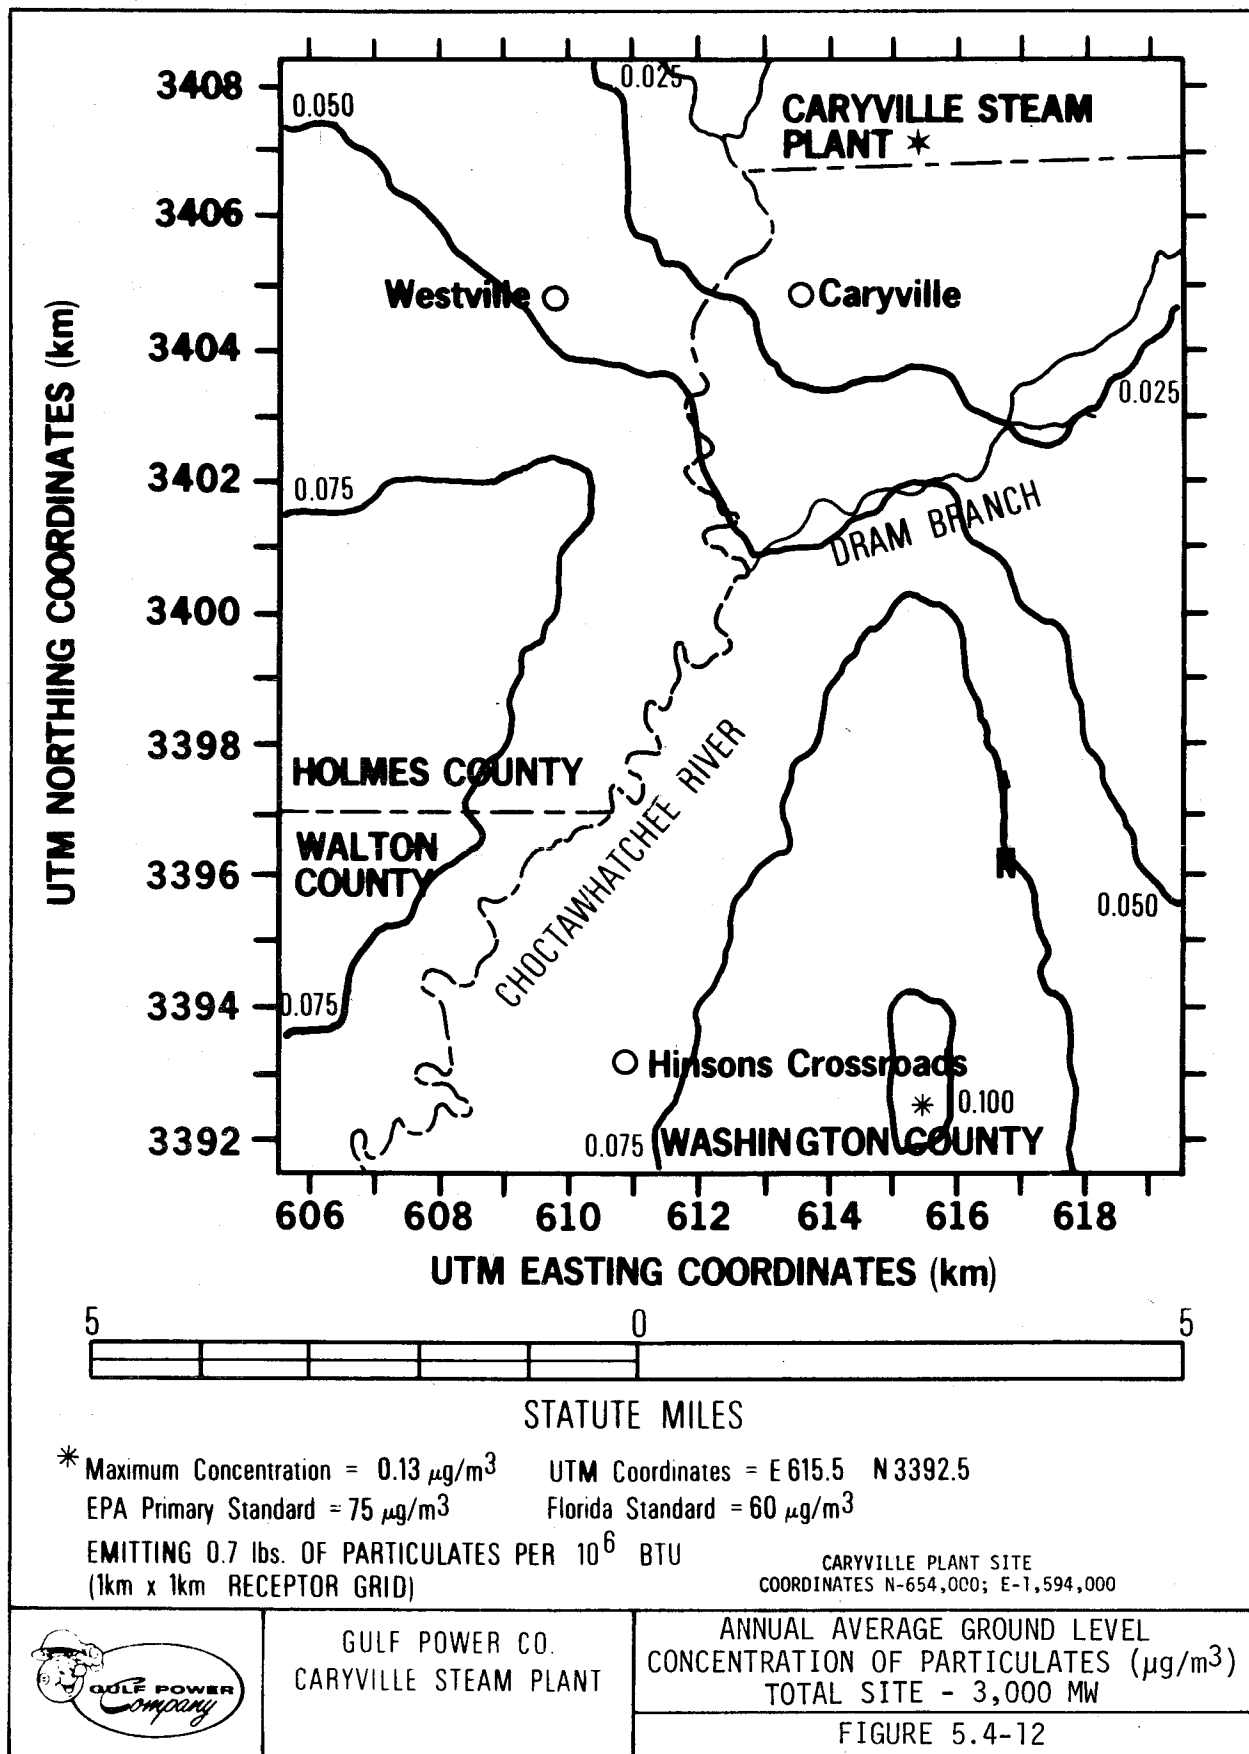 3408
3406
3404
3402
3400
3398
3396
3394
3392
UTM NORTHING COORDINATES (km)
0.050
0.025
CARYVILLE STEAM
PLANT ✶
Westville
Caryville
0.025
0.075
DRAM BRANCH
HOLMES COUNTY
WALTON
COUNTY
CHOCTAWHATCHEE RIVER
N
0.050
0.075
Hinsons Crossroads
* 0.100
0.075
WASHINGTON COUNTY
606 608 610 612 614 616 618
UTM EASTING COORDINATES (km)
5 0 5
STATUTE MILES
* Maximum Concentration = 0.13 µg/m³ UTM Coordinates = E 615.5 N 3392.5
EPA Primary Standard = 75 µg/m³ Florida Standard = 60 µg/m³
EMITTING 0.7 lbs. OF PARTICULATES PER 10⁶ BTU
(1km x 1km RECEPTOR GRID)
CARYVILLE PLANT SITE
COORDINATES N-654,000; E-1,594,000
GULF POWER
Company
GULF POWER CO.
CARYVILLE STEAM PLANT
ANNUAL AVERAGE GROUND LEVEL
CONCENTRATION OF PARTICULATES (µg/m³)
TOTAL SITE - 3,000 MW
FIGURE 5.4-12